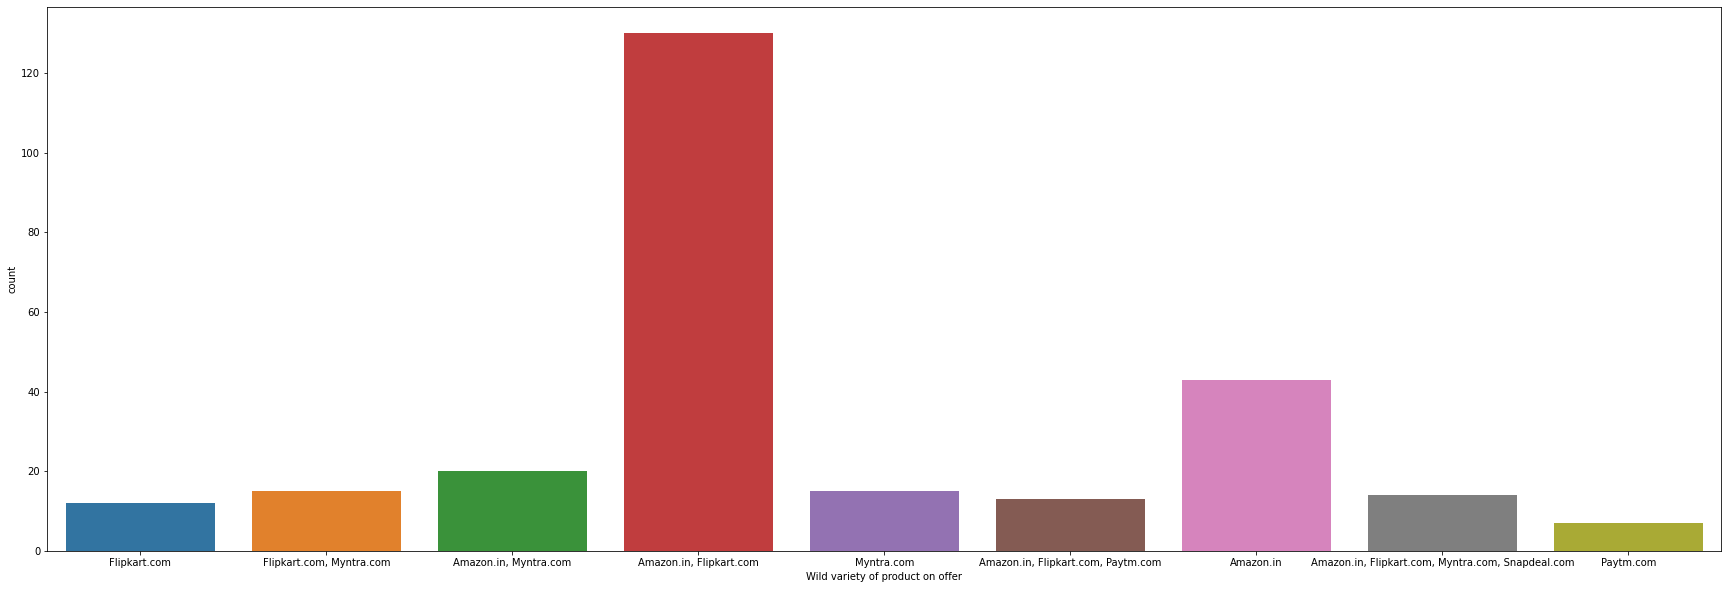 120
100
80
60
40
20
0
count
Flipkart.com
Flipkart.com, Myntra.com
Amazon.in, Myntra.com
Amazon.in, Flipkart.com
Myntra.com
Amazon.in, Flipkart.com, Paytm.com
Amazon.in
Amazon.in, Flipkart.com, Myntra.com, Snapdeal.com
Paytm.com
Wild variety of product on offer